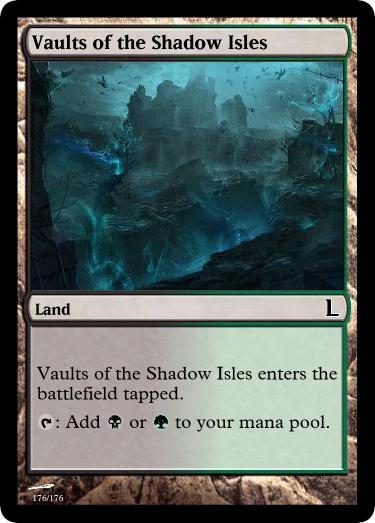 Vaults of the Shadow Isles
Land L
Vaults of the Shadow Isles enters the
battlefield tapped.
: Add or to your mana pool.
176/176